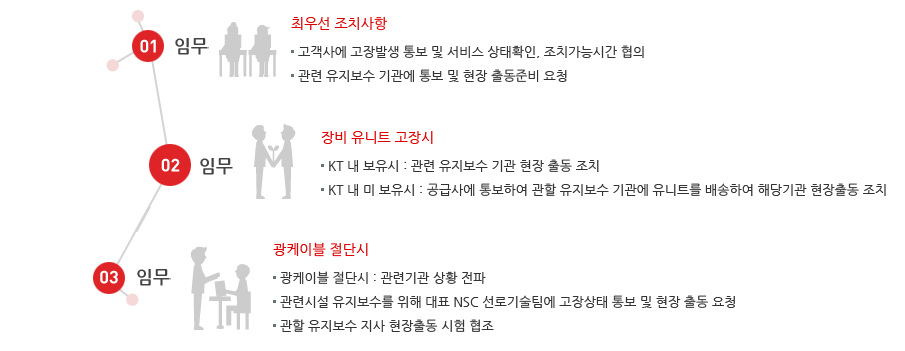 최우선 조치사항
01 임무
고객사에 고장발생 통보 및 서비스 상태확인, 조치가능시간 협의
관련 유지보수 기관에 통보 및 현장 출동준비 요청
장비 유니트 고장시
02 임무
KT 내 보유시 : 관련 유지보수 기관 현장 출동 조치
KT 내 미 보유시 : 공급사에 통보하여 관할 유지보수 기관에 유니트를 배송하여 해당기관 현장출동 조치
광케이블 절단시
03 임무
광케이블 절단시 : 관련기관 상황 전파
관련시설 유지보수를 위해 대표 NSC 선로기술팀에 고장상태 통보 및 현장 출동 요청
관할 유지보수 지사 현장출동 시험 협조